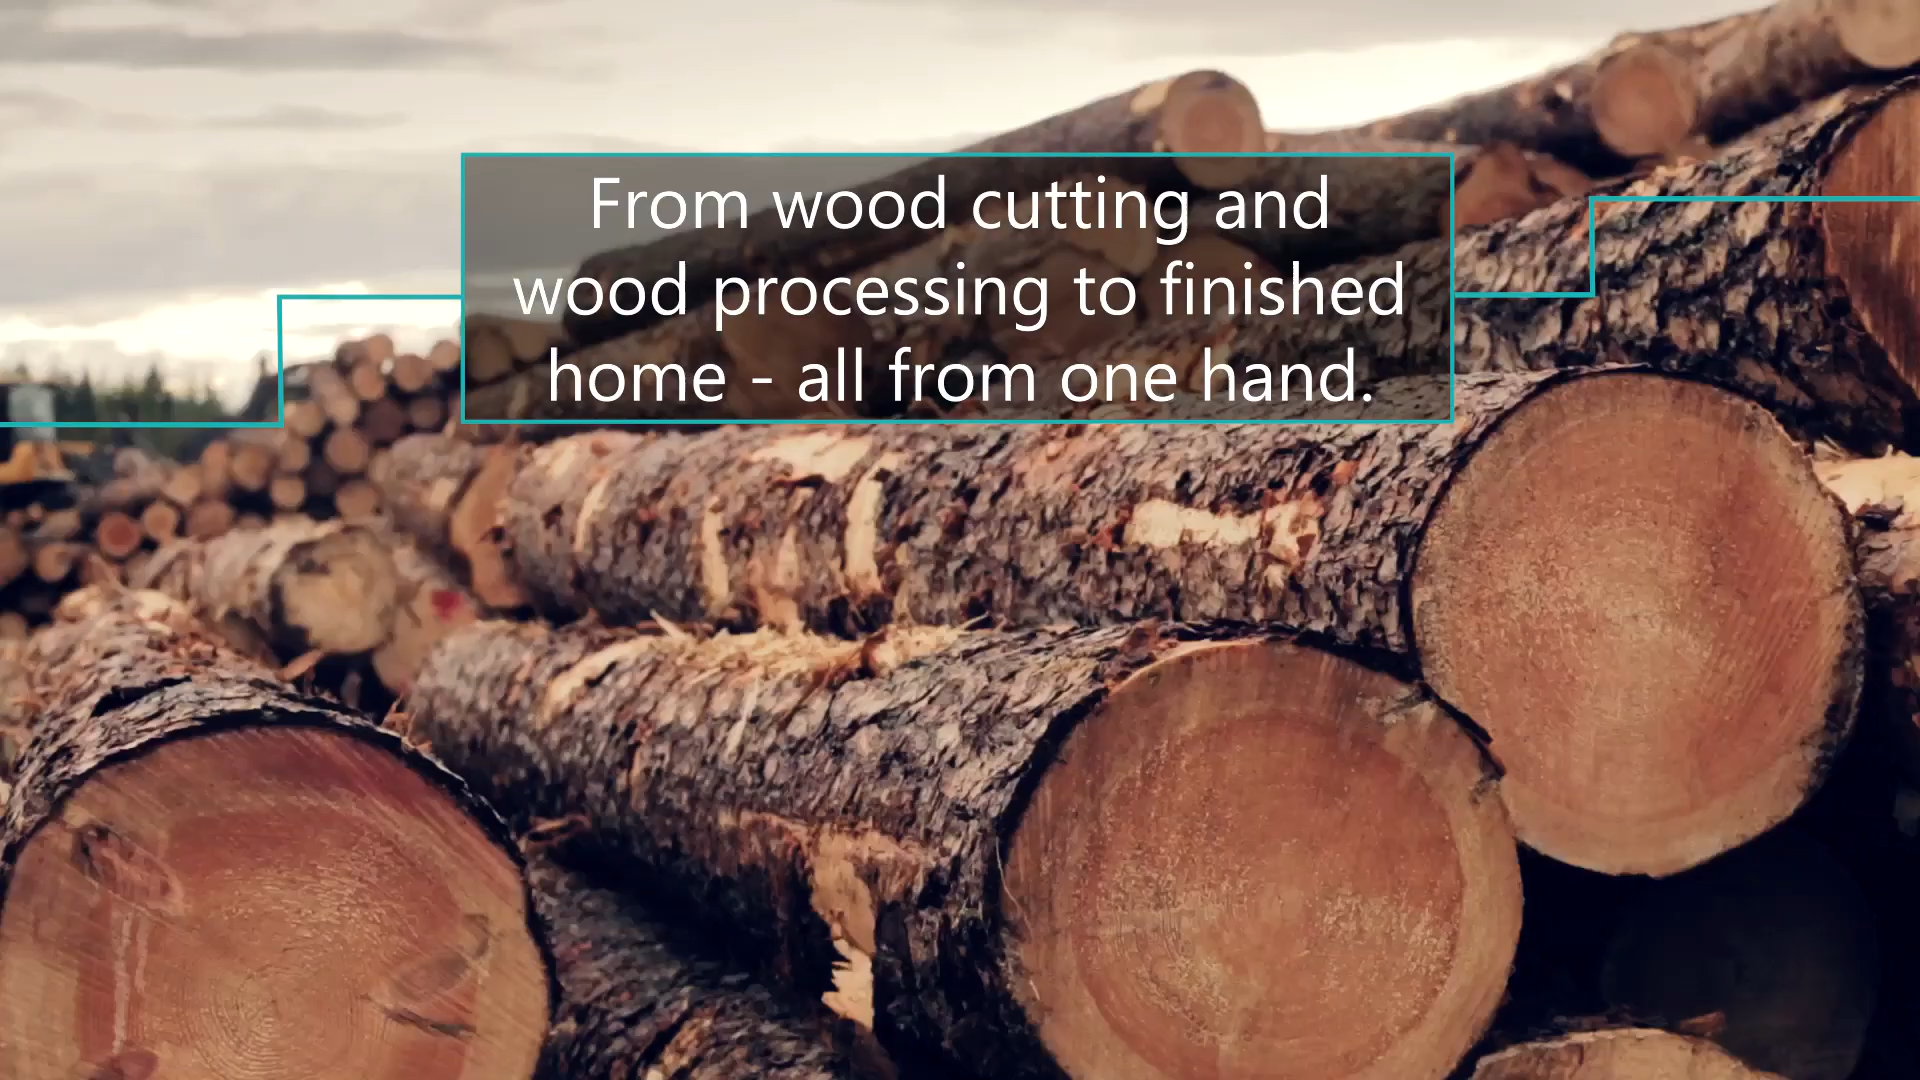 From wood cutting and
wood processing to finished
home - all from one hand.